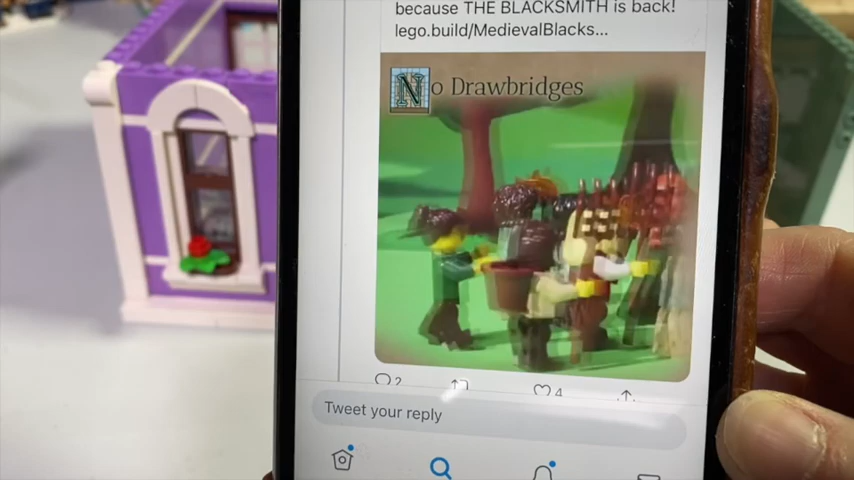 because THE BLACKSMITH is back!
lego.build/MedievalBlacks...
No Drawbridges
2
4
Tweet your reply